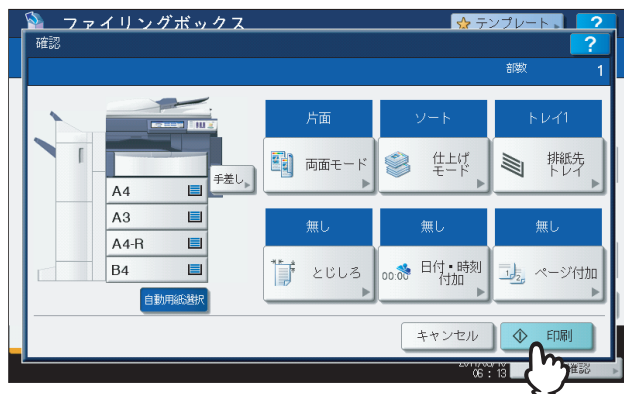 ファイリングボックス
テンプレート
?
確認
?
部数 1
片面
ソート
トレイ1
両面モード
仕上げ
モード
排紙先
トレイ
手差し
A4
A3
A4-R
B4
自動用紙選択
無し
無し
無し
とじしろ
00:00
日付・時刻
付加
1 2
ページ付加
キャンセル
印刷
06 : 13
確認